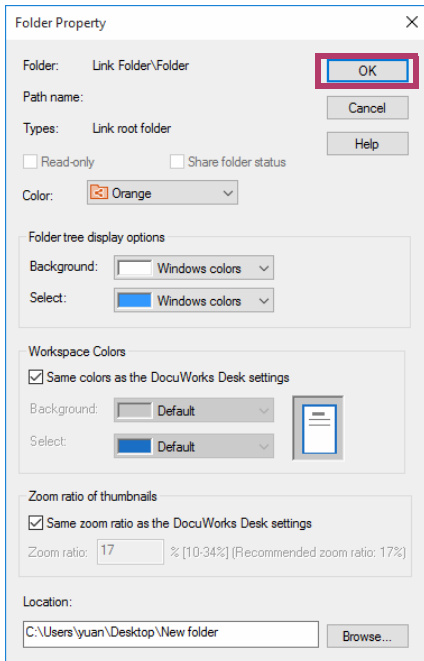 Folder Property
Folder: Link Folder\Folder
OK
Path name:
Cancel
Types: Link root folder
Help
Read-only Share folder status
Color: Orange
Folder tree display options
Background: Windows colors
Select: Windows colors
Workspace Colors
Same colors as the DocuWorks Desk settings
Background: Default
Select: Default
Zoom ratio of thumbnails
Same zoom ratio as the DocuWorks Desk settings
Zoom ratio: 17 % [10-34%] (Recommended zoom ratio: 17%)
Location:
C:\Users\yuan\Desktop\New folder
Browse...